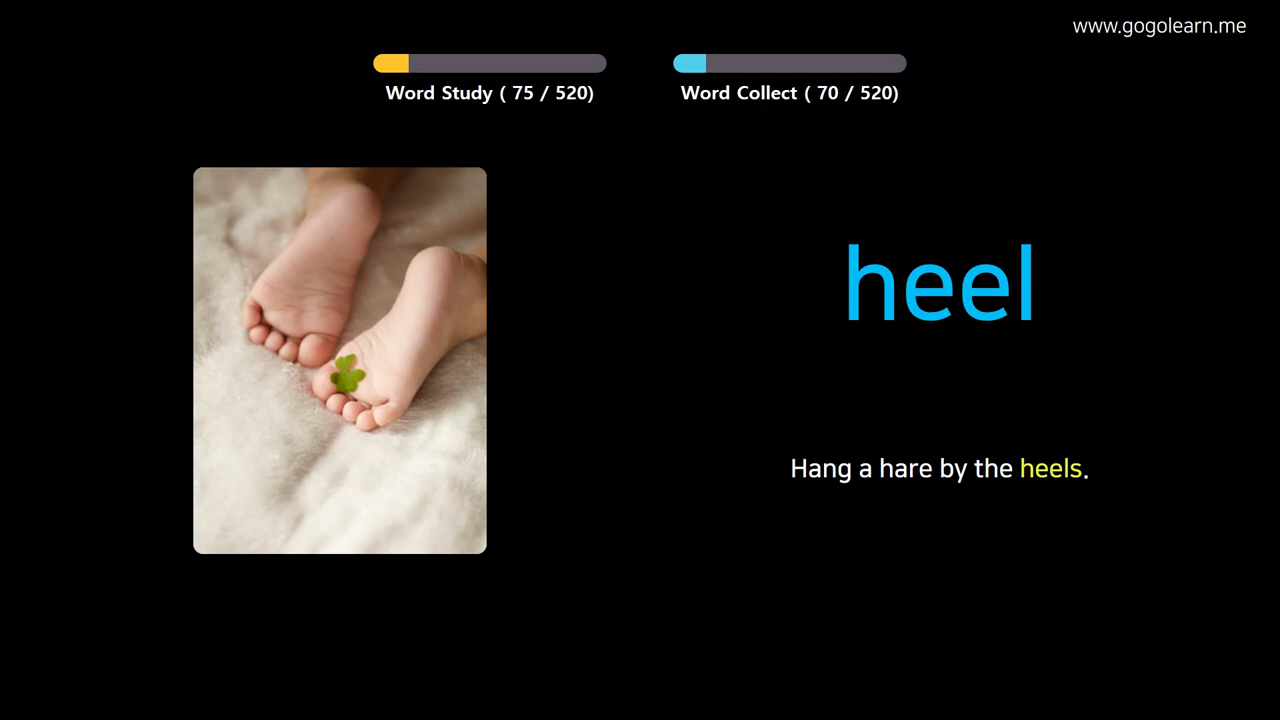 www.gogolearn.me
Word Study ( 75 / 520)
Word Collect ( 70 / 520)
heel
Hang a hare by the heels.